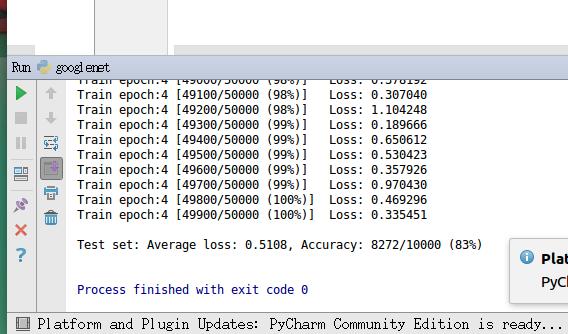 Run googlenet
Train epoch:4 [49000/50000 (98%)] Loss: 0.578192
Train epoch:4 [49100/50000 (98%)] Loss: 0.307040
Train epoch:4 [49200/50000 (98%)] Loss: 1.104248
Train epoch:4 [49300/50000 (99%)] Loss: 0.189666
Train epoch:4 [49400/50000 (99%)] Loss: 0.650612
Train epoch:4 [49500/50000 (99%)] Loss: 0.530423
Train epoch:4 [49600/50000 (99%)] Loss: 0.357926
Train epoch:4 [49700/50000 (99%)] Loss: 0.970430
Train epoch:4 [49800/50000 (100%)] Loss: 0.469296
Train epoch:4 [49900/50000 (100%)] Loss: 0.335451
Test set: Average loss: 0.5108, Accuracy: 8272/10000 (83%)
Plat
PyCh
Process finished with exit code 0
Platform and Plugin Updates: PyCharm Community Edition is ready...